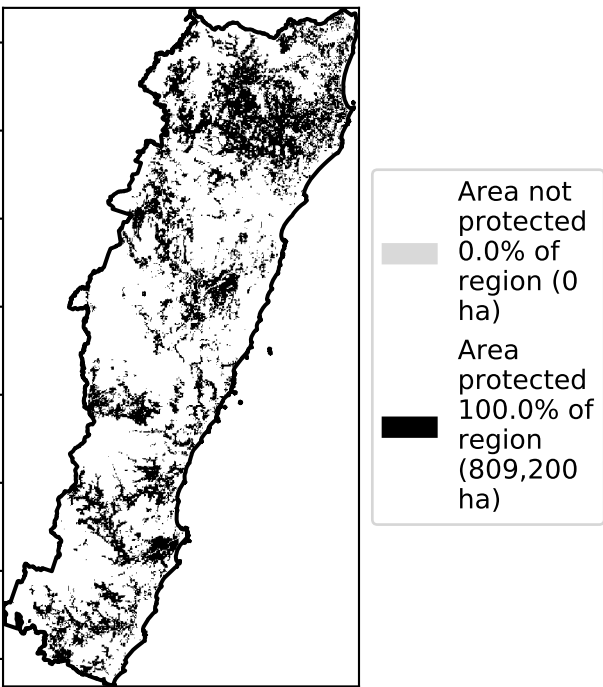 Area not
protected
0.0% of
region (0
ha)
Area
protected
100.0% of
region
(809,200
ha)